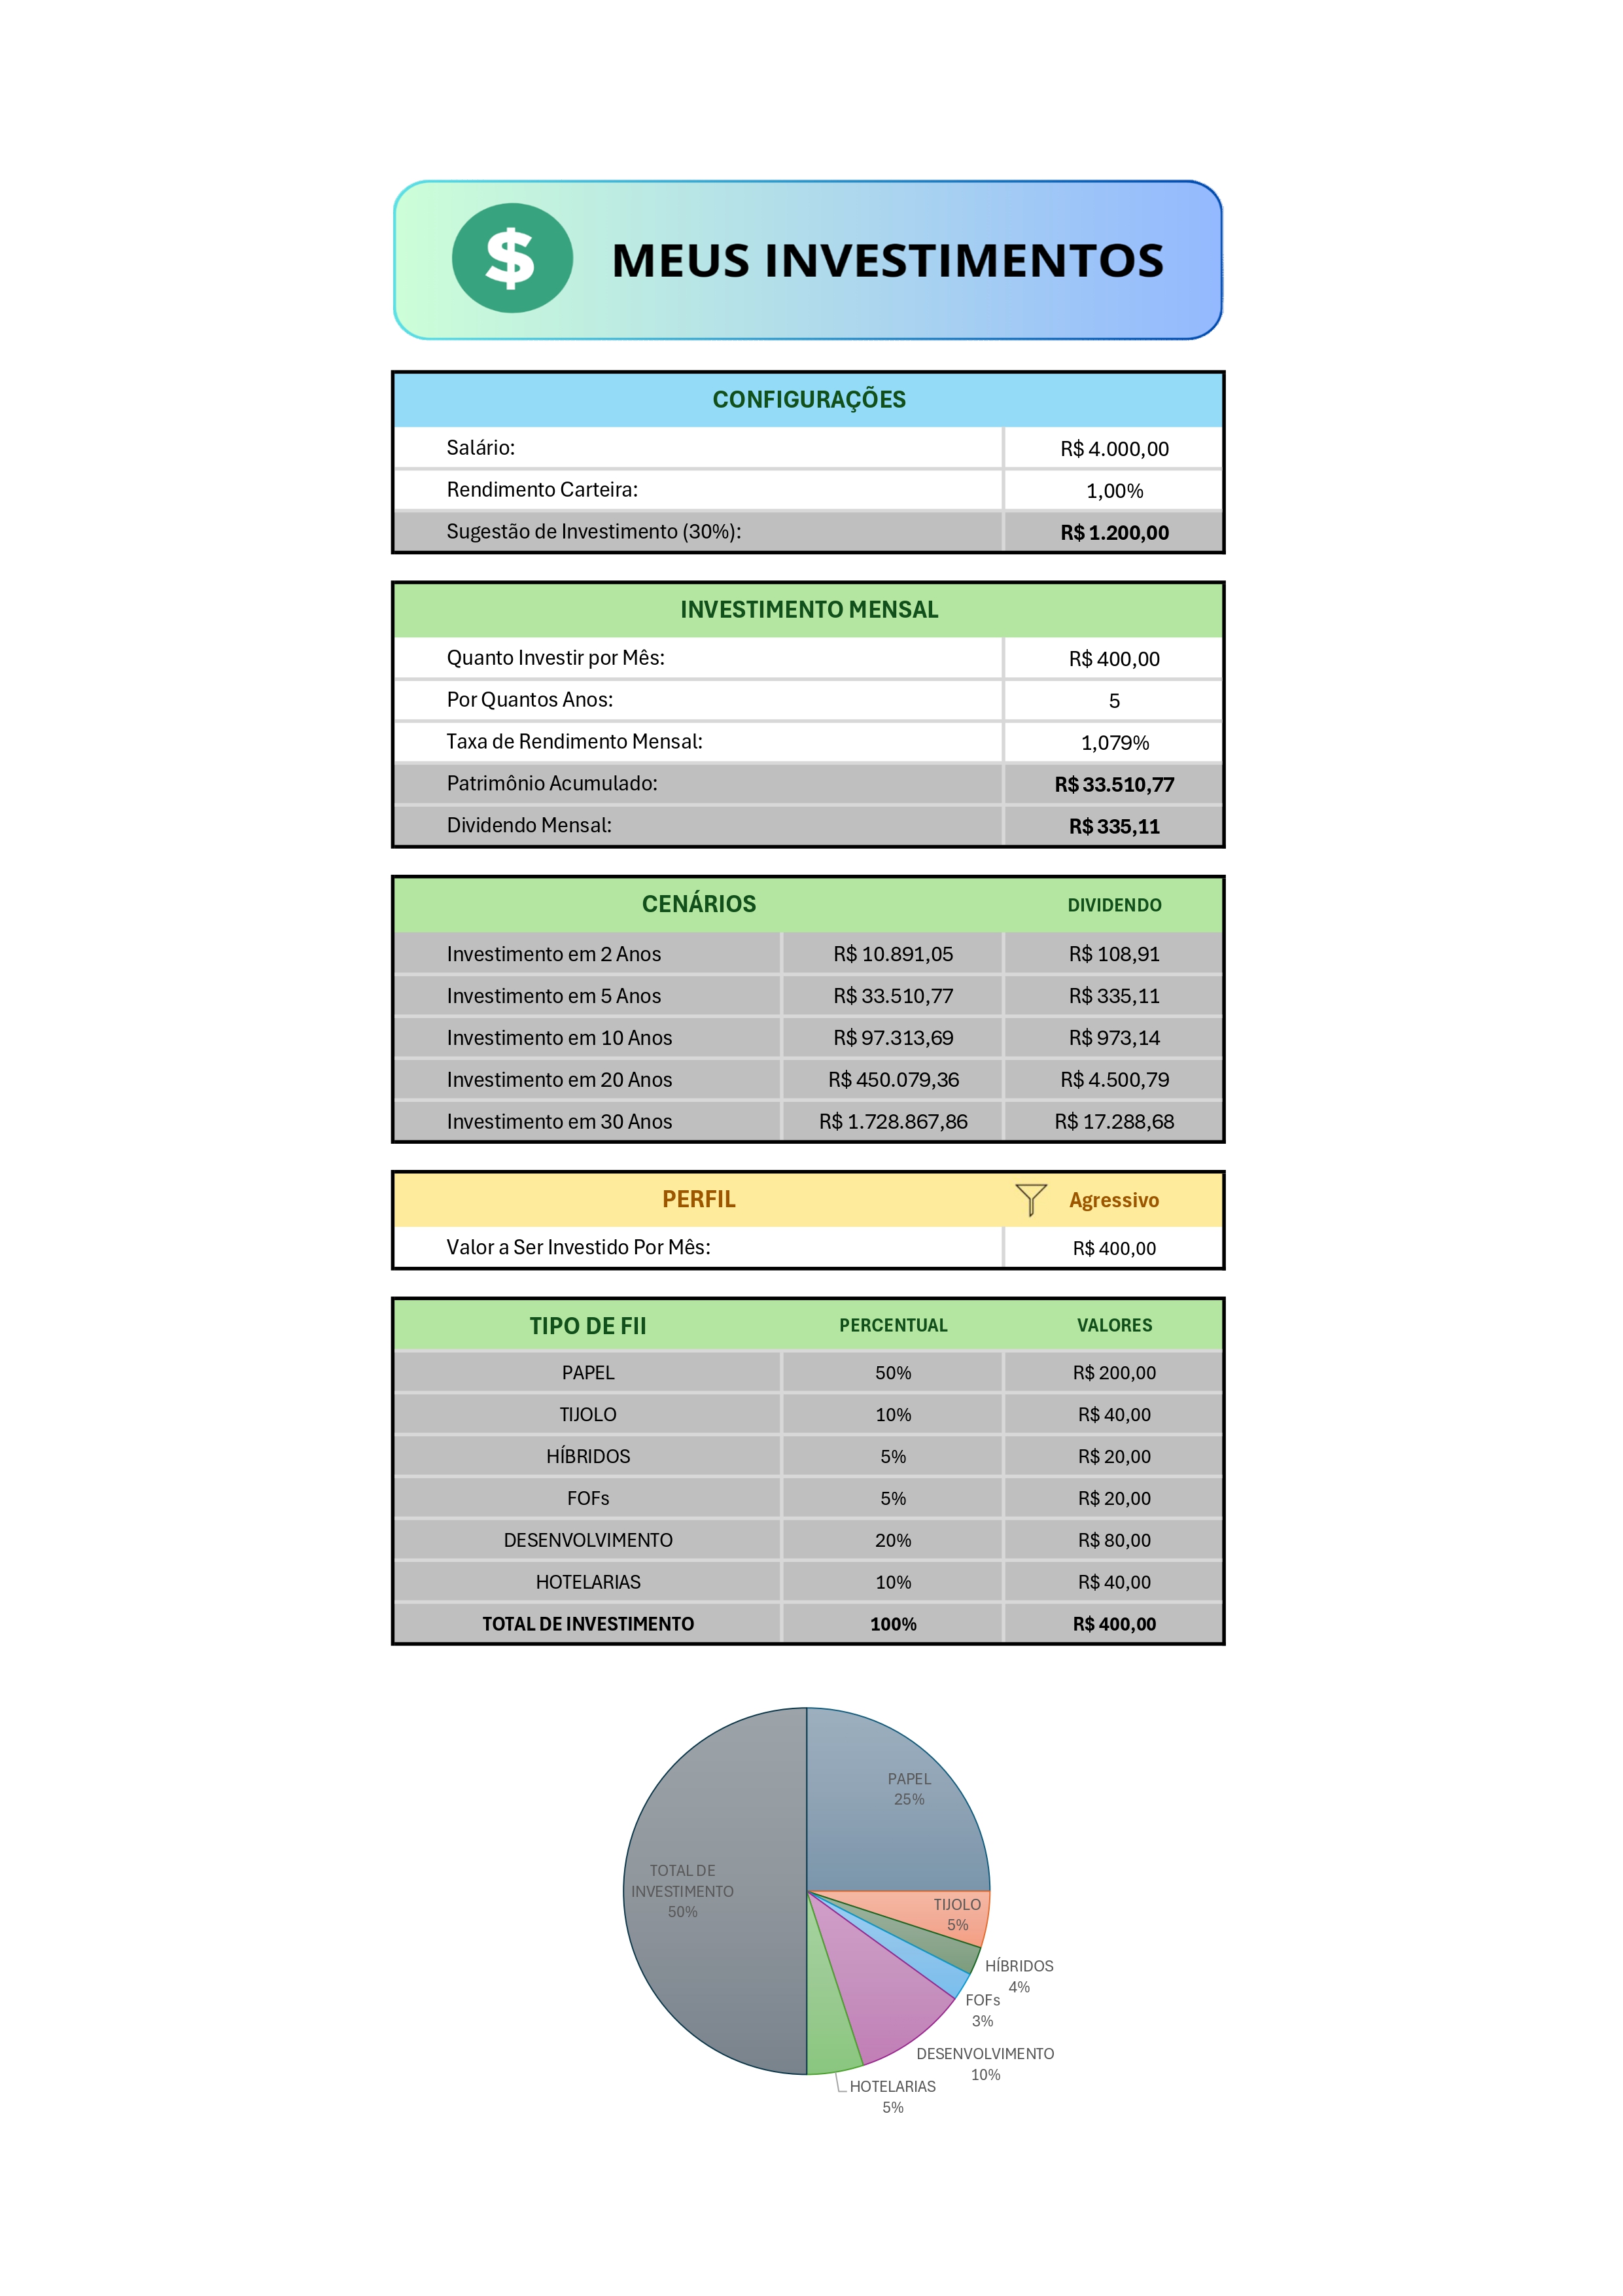 $ MEUS INVESTIMENTOS
CONFIGURAÇÕES
Salário: R$ 4.000,00
Rendimento Carteira: 1,00%
Sugestão de Investimento (30%): R$ 1.200,00
INVESTIMENTO MENSAL
Quanto Investir por Mês: R$ 400,00
Por Quantos Anos: 5
Taxa de Rendimento Mensal: 1,079%
Patrimônio Acumulado: R$ 33.510,77
Dividendo Mensal: R$ 335,11
CENÁRIOS DIVIDENDO
Investimento em 2 Anos R$ 10.891,05 R$ 108,91
Investimento em 5 Anos R$ 33.510,77 R$ 335,11
Investimento em 10 Anos R$ 97.313,69 R$ 973,14
Investimento em 20 Anos R$ 450.079,36 R$ 4.500,79
Investimento em 30 Anos R$ 1.728.867,86 R$ 17.288,68
PERFIL Agressivo
Valor a Ser Investido Por Mês: R$ 400,00
TIPO DE FII PERCENTUAL VALORES
PAPEL 50% R$ 200,00
TIJOLO 10% R$ 40,00
HÍBRIDOS 5% R$ 20,00
FOFs 5% R$ 20,00
DESENVOLVIMENTO 20% R$ 80,00
HOTELARIAS 10% R$ 40,00
TOTAL DE INVESTIMENTO 100% R$ 400,00
PAPEL
25%
TIJOLO
5%
HÍBRIDOS
4%
FOFs
3%
DESENVOLVIMENTO
10%
HOTELARIAS
5%
TOTAL DE
INVESTIMENTO
50%